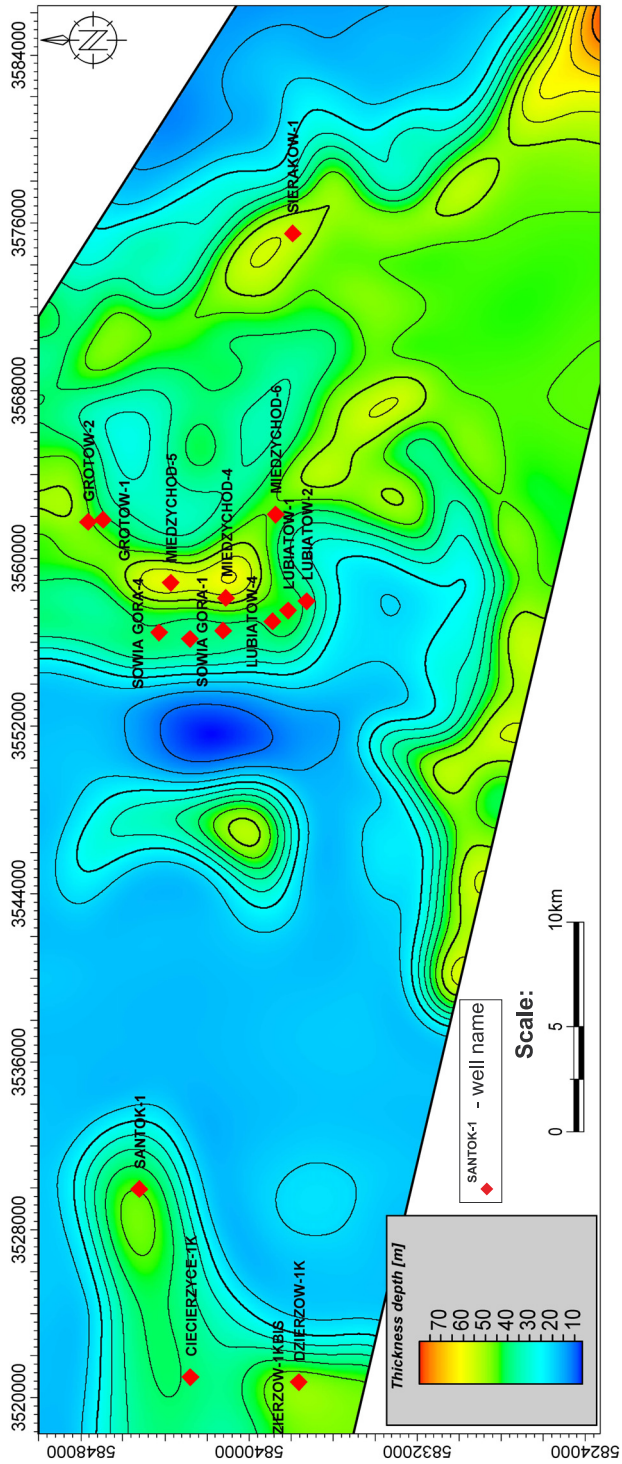 3520000
3528000
3536000
3544000
3552000
3560000
3568000
3576000
3584000
5848000
5840000
5832000
5824000
N
GROTOW-2
GROTOW-1
MIEDZYCHOD-5
SOWIA GORA-4
SOWIA GORA-1
MIEDZYCHOD-4
MIEDZYCHOD-6
LUBIATOW-4
LUBIATOW-1
LUBIATOW-2
SIERAKOW-1
SANTOK-1
CIECIERZYCE-1K
ZIERZOW-1KBIS
DZIERZOW-1K
Thickness depth [m]
70
60
50
40
30
20
10
SANTOK-1 - well name
Scale:
0 5 10km